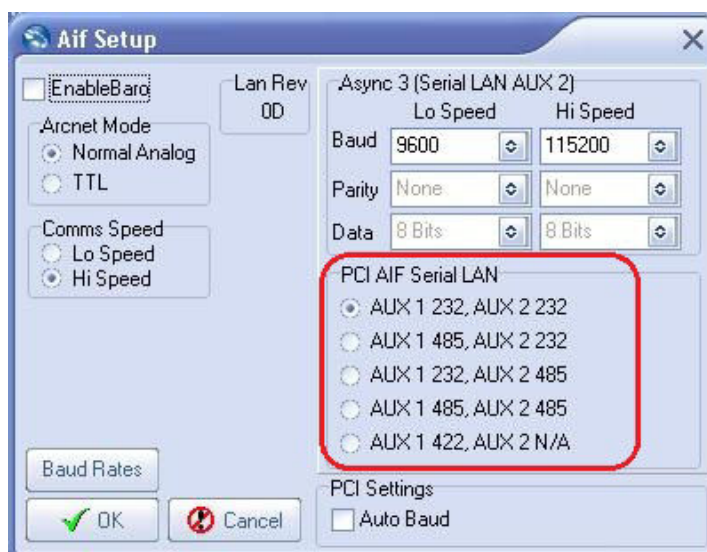 Aif Setup
EnableBaro
Lan Rev
0D
Arcnet Mode
Normal Analog
TTL
Comms Speed
Lo Speed
Hi Speed
Async 3 (Serial LAN AUX 2)
Lo Speed Hi Speed
Baud 9600 115200
Parity None None
Data 8 Bits 8 Bits
PCI AIF Serial LAN
AUX 1 232, AUX 2 232
AUX 1 485, AUX 2 232
AUX 1 232, AUX 2 485
AUX 1 485, AUX 2 485
AUX 1 422, AUX 2 N/A
Baud Rates
OK
Cancel
PCI Settings
Auto Baud